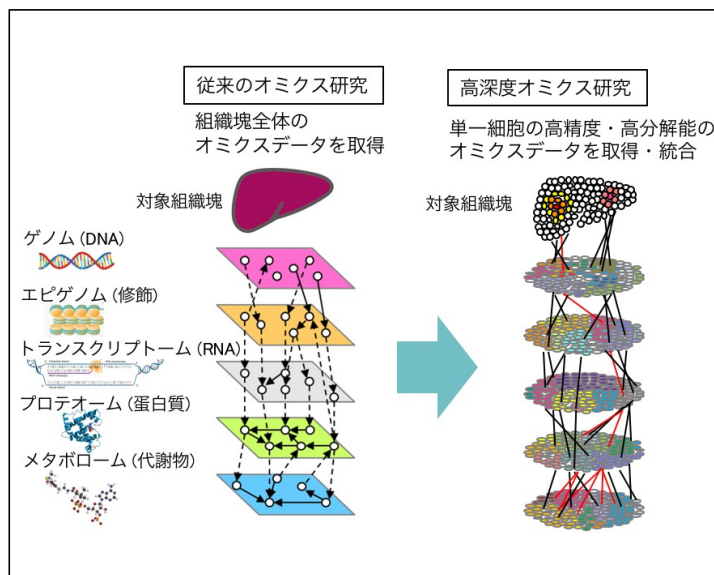 従来のオミクス研究
組織塊全体の
オミクスデータを取得
対象組織塊
ゲノム (DNA)
エピゲノム (修飾)
トランスクリプトーム (RNA)
プロテオーム (蛋白質)
メタボローム (代謝物)
高深度オミクス研究
単一細胞の高精度・高分解能の
オミクスデータを取得・統合
対象組織塊